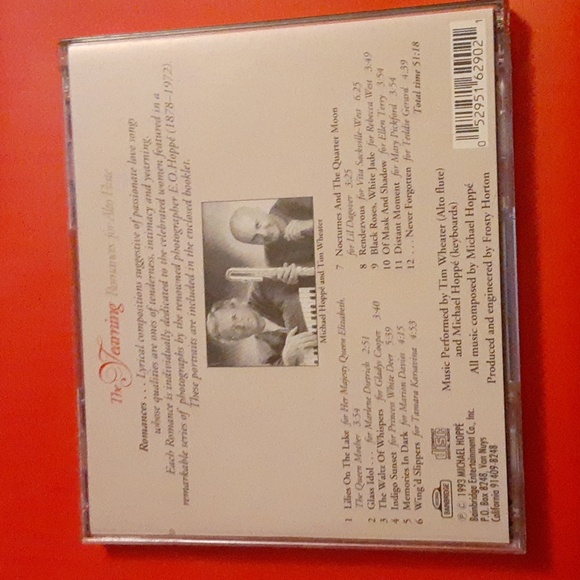 The Yearning Romances for Alto Flute
Romances . . . Lyrical compositions suggestive of passionate love songs
whose qualities are ones of tenderness, intimacy and yearning.
Each Romance is individually dedicated to the celebrated women featured in a
remarkable series of photographs by the renowned photographer E.O.Hoppé (1878-1972).
These portraits are included in the enclosed booklet.
Michael Hoppé and Tim Wheater
1 Lilies On The Lake for Her Majesty Queen Elizabeth,
The Queen Mother 3:54
2 Glass Idol . . . for Marlene Dietrich 2:51
3 The Waltz Of Whispers for Gladys Cooper 3:40
4 Indigo Sunset for Princess White Deer 5:39
5 Memories In Dark for Marian Davies 4:15
6 Wing'd Slippers for Tamara Karsavina 4:53
7 Nocturnes And The Quarter Moon
for Lil Dagover 3:25
8 Rendezvous for Vita Sackville-West 6:25
9 Black Roses, White Jade for Rebecca West 3:49
10 Of Mask And Shadow for Ellen Terry 3:54
11 Distant Moment for Mary Pickford 3:54
12 . . . Never Forgotten for Teddie Gerard 4:39
Total time 51:18
BAINBRIDGE
COMPACT
disc
DIGITAL AUDIO
℗ © 1993 MICHAEL HOPPÉ
Bainbridge Entertainment Co., Inc.
P.O. Box 8248, Van Nuys
California 91409-8248
Music Performed by Tim Wheater (Alto flute)
and Michael Hoppé (keyboards)
All music composed by Michael Hoppé
Produced and engineered by Frosty Horton
0 52951 62902 1